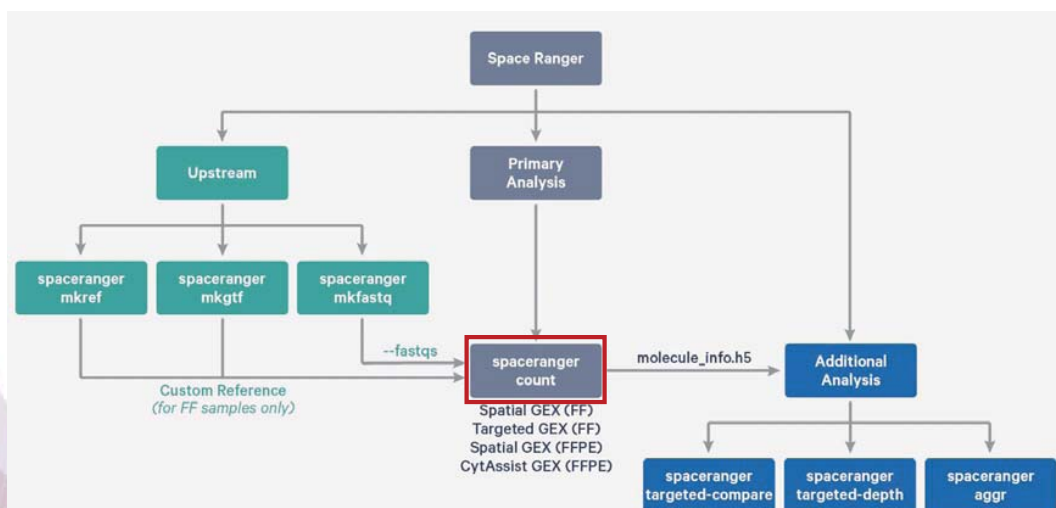 Space Ranger
Upstream
Primary
Analysis
spaceranger
mkref
spaceranger
mkgtf
spaceranger
mkfastq
--fastqs
Custom Reference
(for FF samples only)
spaceranger
count
molecule_info.h5
Additional
Analysis
Spatial GEX (FF)
Targeted GEX (FF)
Spatial GEX (FFPE)
CytAssist GEX (FFPE)
spaceranger
targeted-compare
spaceranger
targeted-depth
spaceranger
aggr